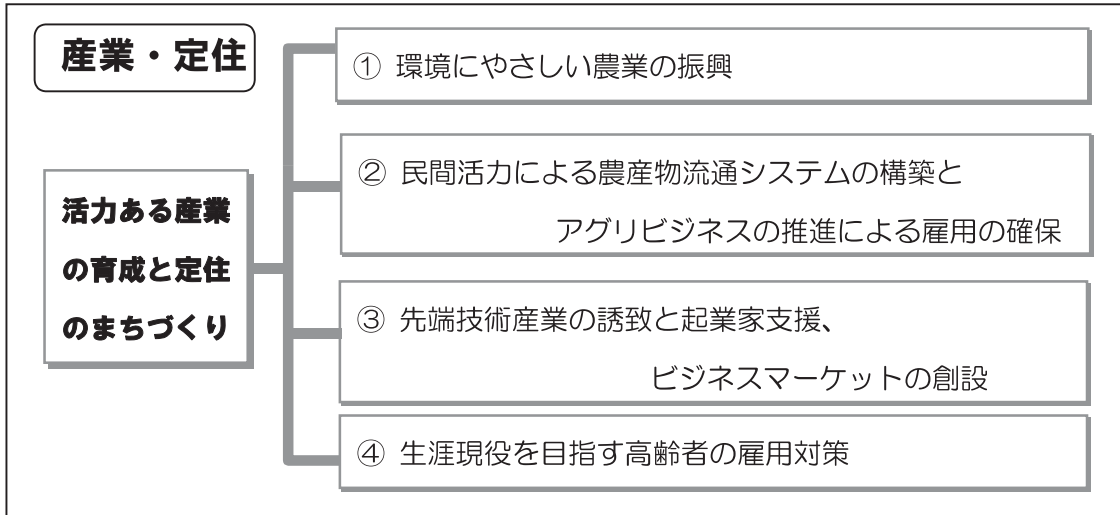 産業・定住
活力ある産業
の育成と定住
のまちづくり
① 環境にやさしい農業の振興
② 民間活力による農産物流通システムの構築と
アグリビジネスの推進による雇用の確保
③ 先端技術産業の誘致と起業家支援、
ビジネスマーケットの創設
④ 生涯現役を目指す高齢者の雇用対策